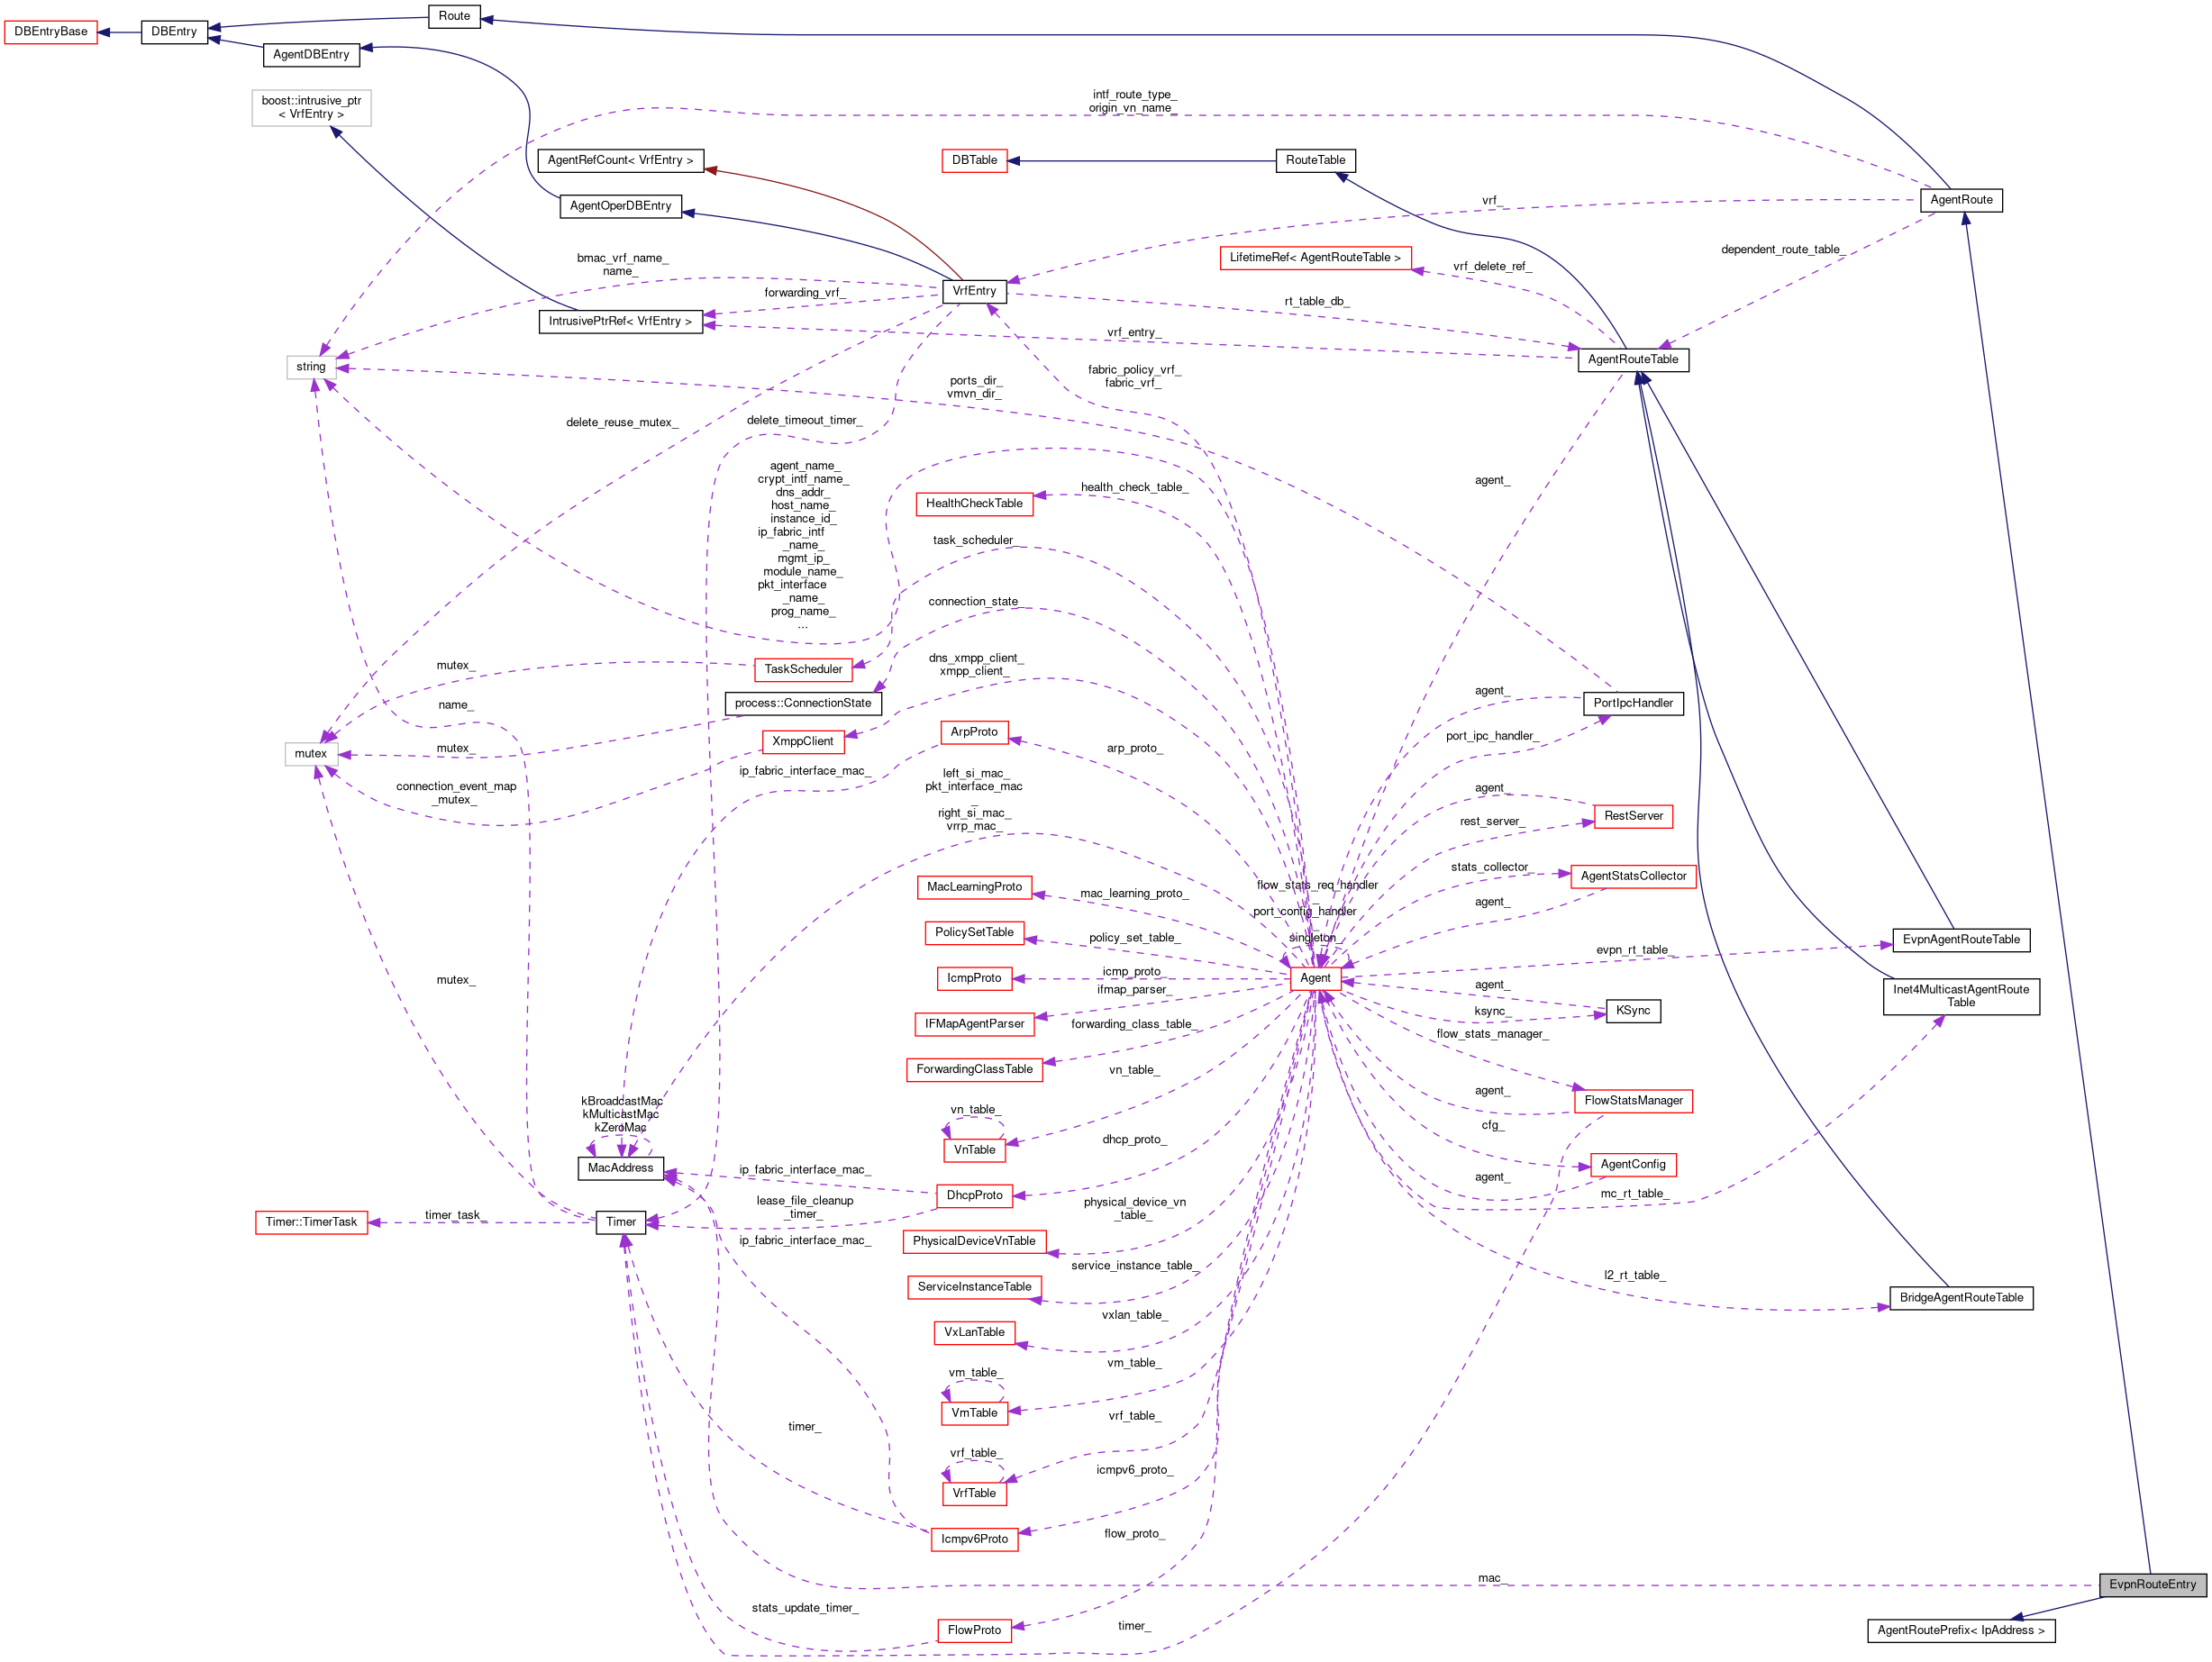 Route
DBEntryBase
DBEntry
AgentDBEntry
boost::intrusive_ptr
< VrfEntry >
intf_route_type_
origin_vn_name_
AgentRefCount< VrfEntry >
DBTable
RouteTable
AgentRoute
AgentOperDBEntry
vrf_
dependent_route_table_
bmac_vrf_name_
name_
LifetimeRef< AgentRouteTable >
vrf_delete_ref_
VrfEntry
forwarding_vrf_
rt_table_db_
IntrusivePtrRef< VrfEntry >
vrf_entry_
AgentRouteTable
string
fabric_policy_vrf_
fabric_vrf_
ports_dir_
vmvn_dir_
delete_reuse_mutex_
delete_timeout_timer_
agent_name_
crypt_intf_name_
dns_addr_
host_name_
instance_id_
ip_fabric_intf
_name_
mgmt_ip_
module_name_
pkt_interface
_name_
prog_name_
...
health_check_table_
agent_
HealthCheckTable
task_scheduler_
connection_state_
mutex_
TaskScheduler
dns_xmpp_client_
xmpp_client_
agent_
name_
process::ConnectionState
PortIpcHandler
mutex_
mutex_
XmppClient
ArpProto
arp_proto_
port_ipc_handler_
connection_event_map
_mutex_
ip_fabric_interface_mac_
left_si_mac_
pkt_interface_mac
_
right_si_mac_
vrrp_mac_
agent_
rest_server_
RestServer
stats_collector_
AgentStatsCollector
MacLearningProto
mac_learning_proto_
flow_stats_req_handler
_
port_config_handler
_
singleton_
agent_
PolicySetTable
policy_set_table_
evpn_rt_table_
EvpnAgentRouteTable
mutex_
IcmpProto
icmp_proto_
Agent
agent_
Inet4MulticastAgentRoute
Table
ifmap_parser_
IFMapAgentParser
ksync_
KSync
forwarding_class_table_
flow_stats_manager_
ForwardingClassTable
vn_table_
agent_
FlowStatsManager
kBroadcastMac
kMulticastMac
kZeroMac
vn_table_
cfg_
VnTable
dhcp_proto_
MacAddress
ip_fabric_interface_mac_
agent_
AgentConfig
DhcpProto
mc_rt_table_
lease_file_cleanup
_timer_
physical_device_vn
_table_
timer_task_
Timer::TimerTask
Timer
ip_fabric_interface_mac_
PhysicalDeviceVnTable
service_instance_table_
l2_rt_table_
ServiceInstanceTable
BridgeAgentRouteTable
vxlan_table_
VxLanTable
vm_table_
vm_table_
VmTable
timer_
vrf_table_
vrf_table_
icmpv6_proto_
VrfTable
Icmpv6Proto
flow_proto_
mac_
EvpnRouteEntry
stats_update_timer_
FlowProto
timer_
AgentRoutePrefix< IpAddress >